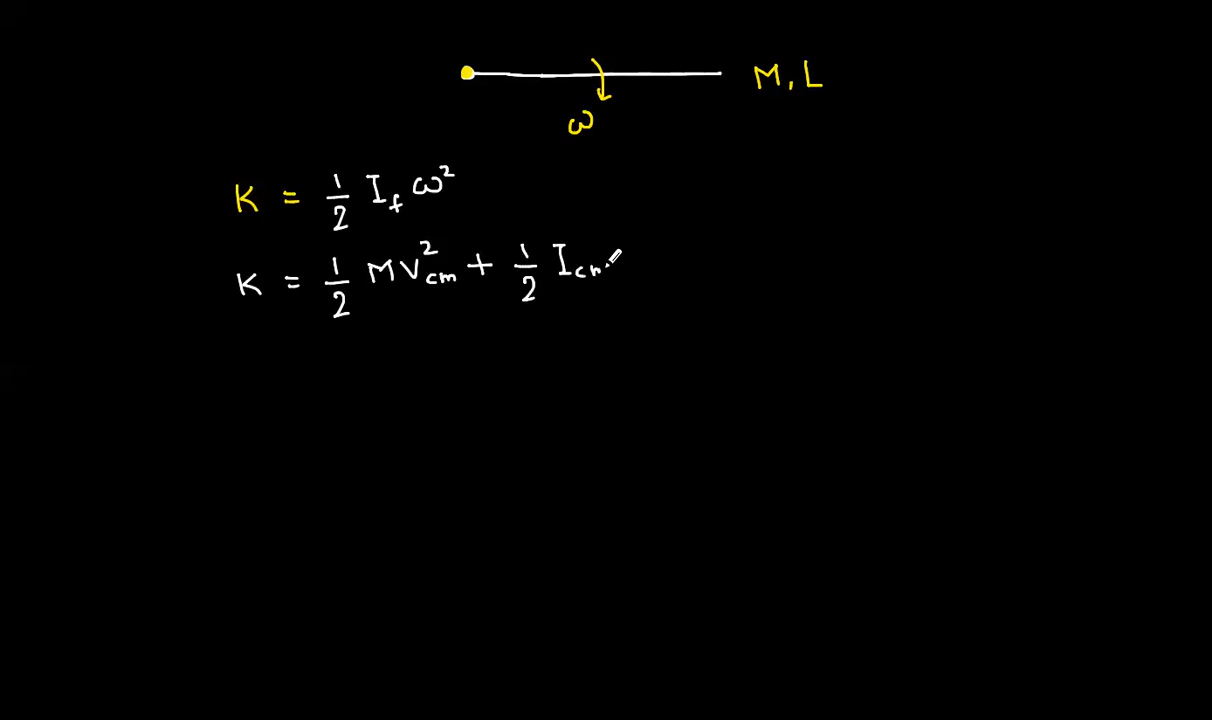 M, L
ω
K = 1/2 I_f ω²
K = 1/2 M V²_cm + 1/2 I_cm